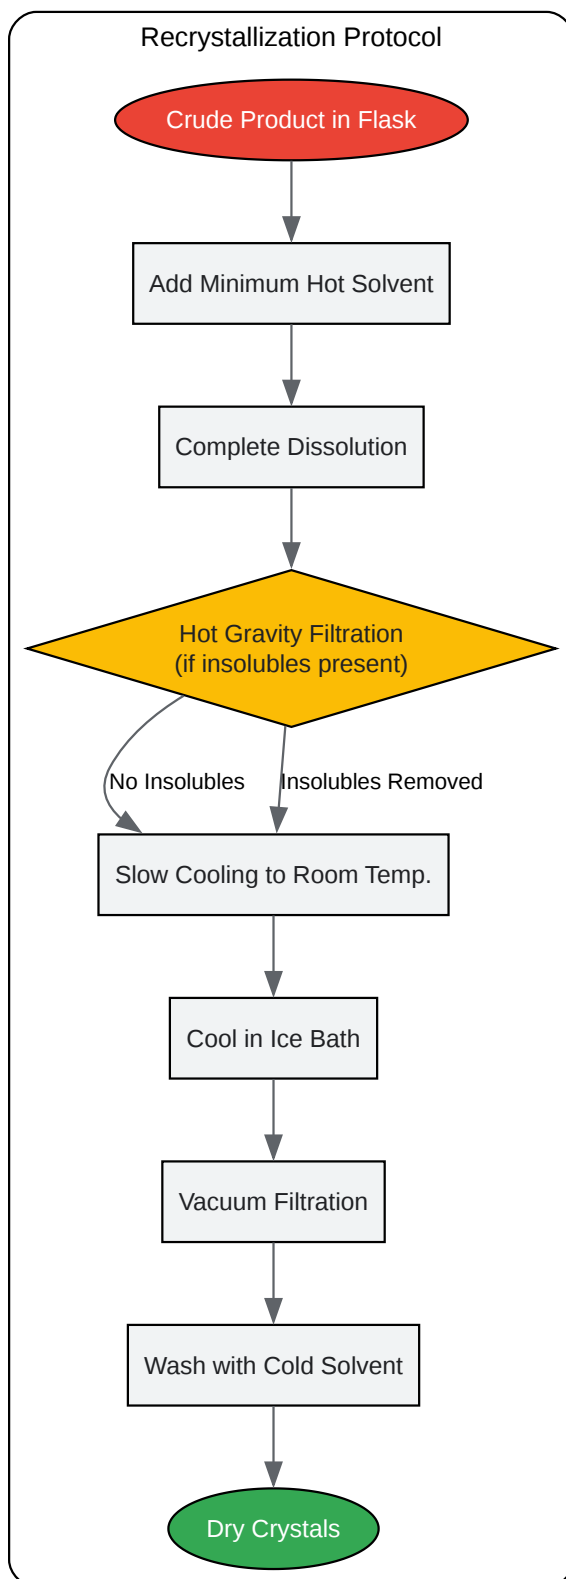 Recrystallization Protocol
Crude Product in Flask
Add Minimum Hot Solvent
Complete Dissolution
Hot Gravity Filtration
(if insolubles present)
No Insolubles
Insolubles Removed
Slow Cooling to Room Temp.
Cool in Ice Bath
Vacuum Filtration
Wash with Cold Solvent
Dry Crystals